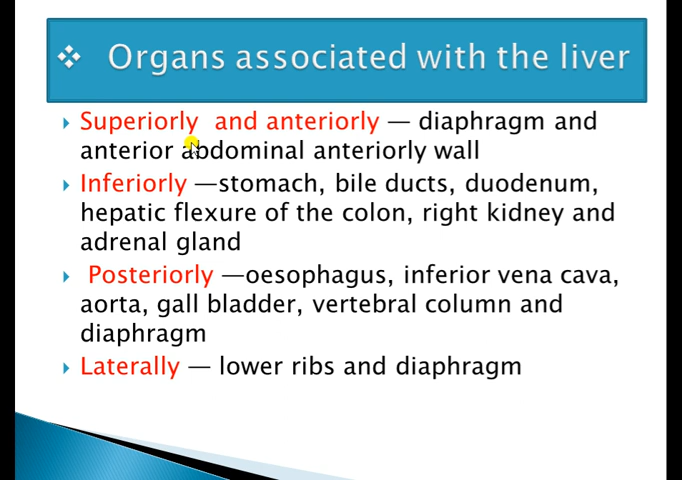 Organs associated with the liver
Superiorly and anteriorly — diaphragm and
anterior abdominal anteriorly wall
Inferiorly —stomach, bile ducts, duodenum,
hepatic flexure of the colon, right kidney and
adrenal gland
Posteriorly —oesophagus, inferior vena cava,
aorta, gall bladder, vertebral column and
diaphragm
Laterally — lower ribs and diaphragm